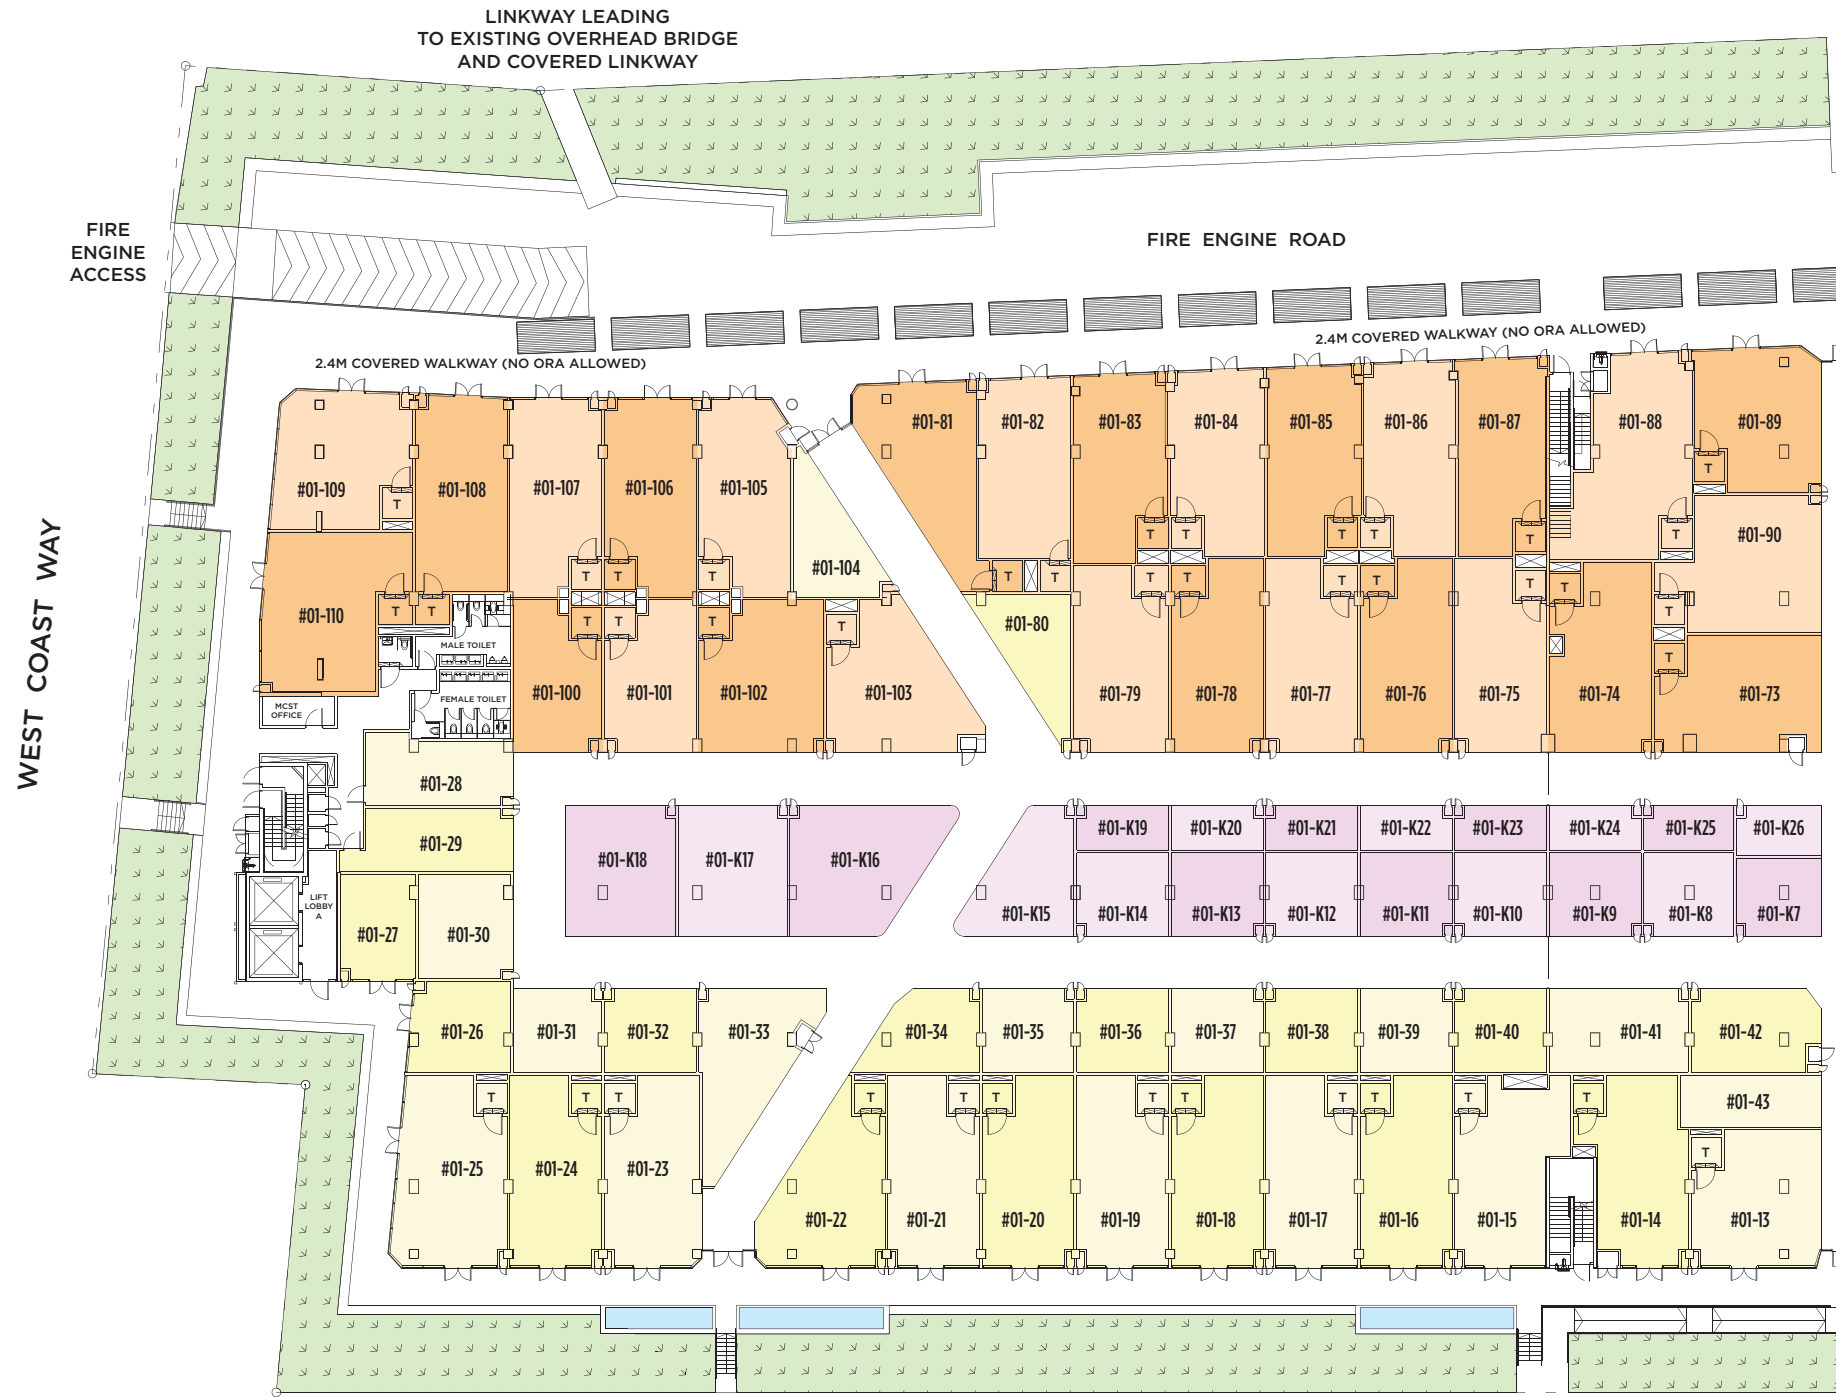 LINKWAY LEADING
TO EXISTING OVERHEAD BRIDGE
AND COVERED LINKWAY
FIRE
ENGINE
ACCESS
FIRE ENGINE ROAD
2.4M COVERED WALKWAY (NO ORA ALLOWED)
2.4M COVERED WALKWAY (NO ORA ALLOWED)
WEST COAST WAY
#01-81
#01-82
#01-83
#01-84
#01-85
#01-86
#01-87
#01-88
#01-89
#01-109
#01-108
#01-107
#01-106
#01-105
T
T
T
T
T
T
T
T
#01-90
#01-104
T
T
T
T
T
T
T
T
T
T
T
T
#01-110
T
T
T
T
T
T
T
#01-80
MALE TOILET
T
FEMALE TOILET
#01-100
#01-101
#01-102
#01-103
#01-79
#01-78
#01-77
#01-76
#01-75
#01-74
#01-73
MCST
OFFICE
#01-28
#01-29
#01-K19
#01-K20
#01-K21
#01-K22
#01-K23
#01-K24
#01-K25
#01-K26
#01-K18
#01-K17
#01-K16
LIFT
LOBBY
A
#01-K15
#01-K14
#01-K13
#01-K12
#01-K11
#01-K10
#01-K9
#01-K8
#01-K7
#01-27
#01-30
#01-26
#01-31
#01-32
#01-33
#01-34
#01-35
#01-36
#01-37
#01-38
#01-39
#01-40
#01-41
#01-42
T
T
T
T
T
T
T
T
T
T
T
T
#01-43
T
#01-25
#01-24
#01-23
#01-22
#01-21
#01-20
#01-19
#01-18
#01-17
#01-16
#01-15
#01-14
#01-13